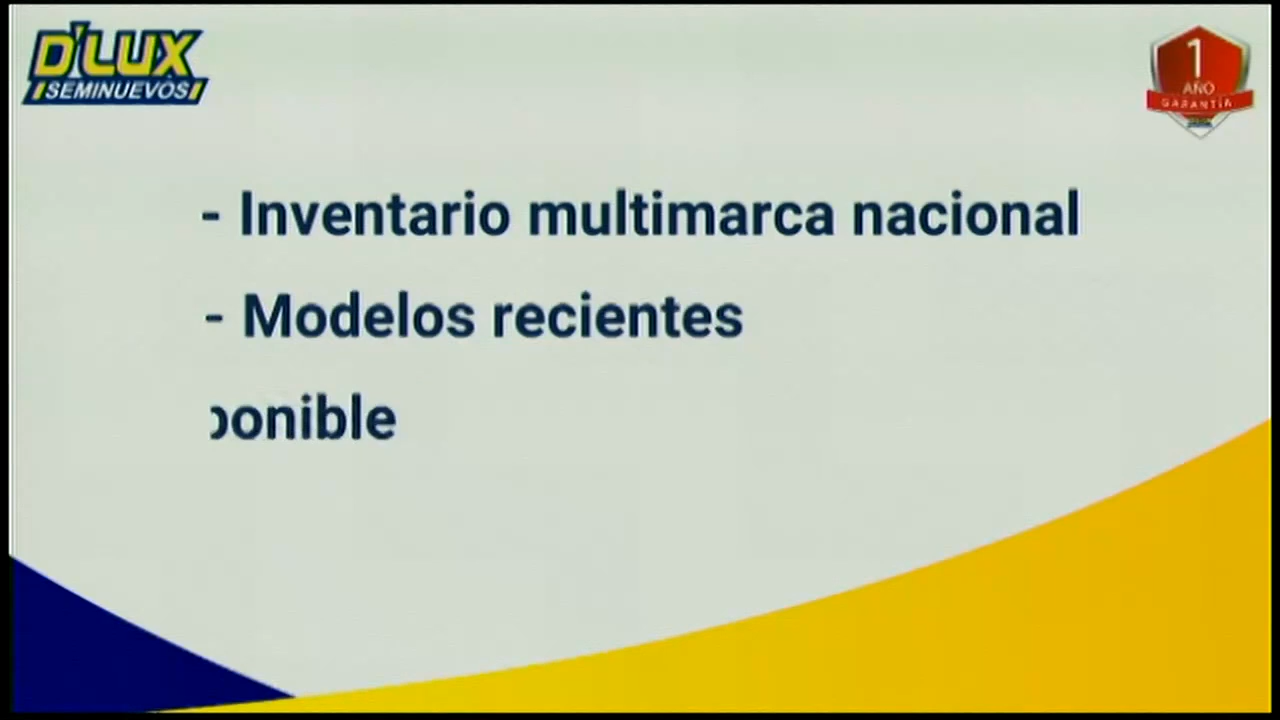 D'LUX
SEMINUEVOS
1
AÑO
GARANTÍA
- Inventario multimarca nacional
- Modelos recientes
ponible